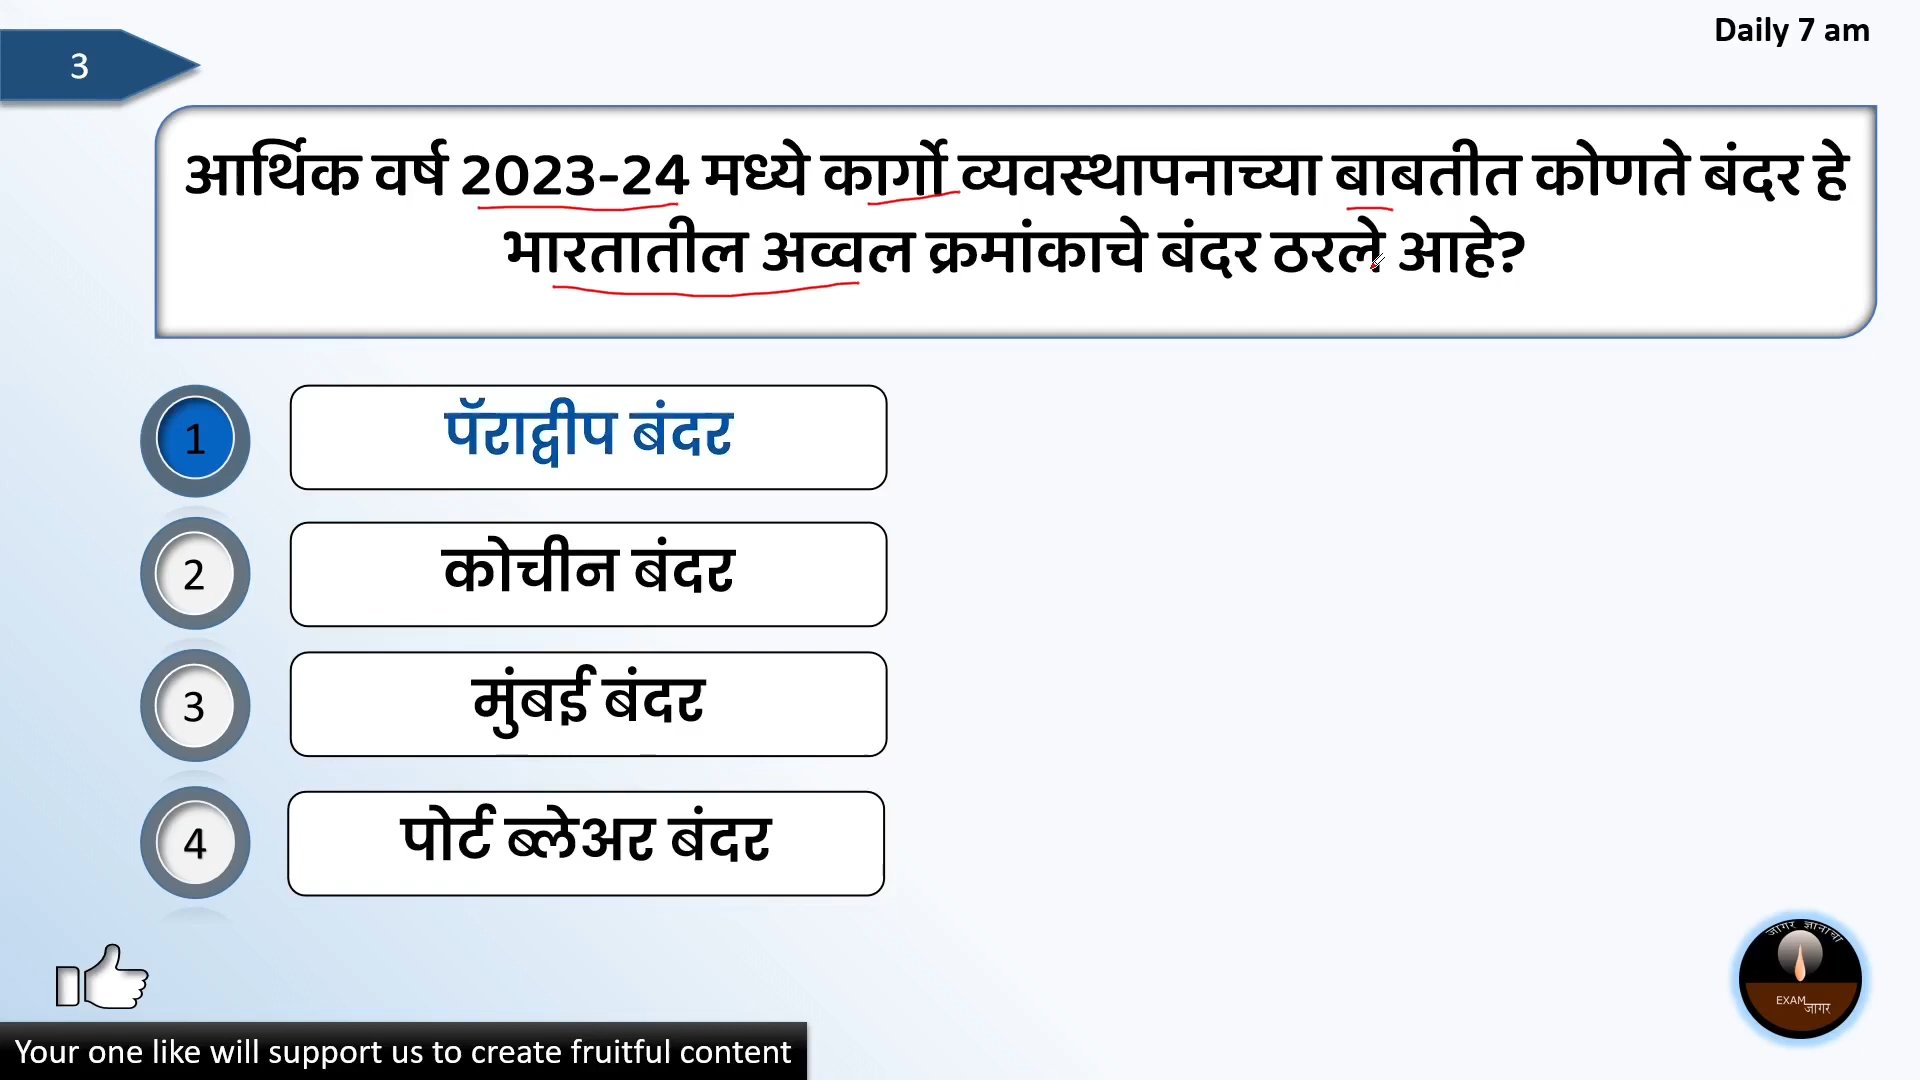 Daily 7 am
3
आर्थिक वर्ष 2023-24 मध्ये कार्गो व्यवस्थापनाच्या बाबतीत कोणते बंदर हे
भारतातील अव्वल क्रमांकाचे बंदर ठरले आहे?
1 पॅराद्वीप बंदर
2 कोचीन बंदर
3 मुंबई बंदर
4 पोर्ट ब्लेअर बंदर
जागर ज्ञानाचा
EXAM
जागर
Your one like will support us to create fruitful content